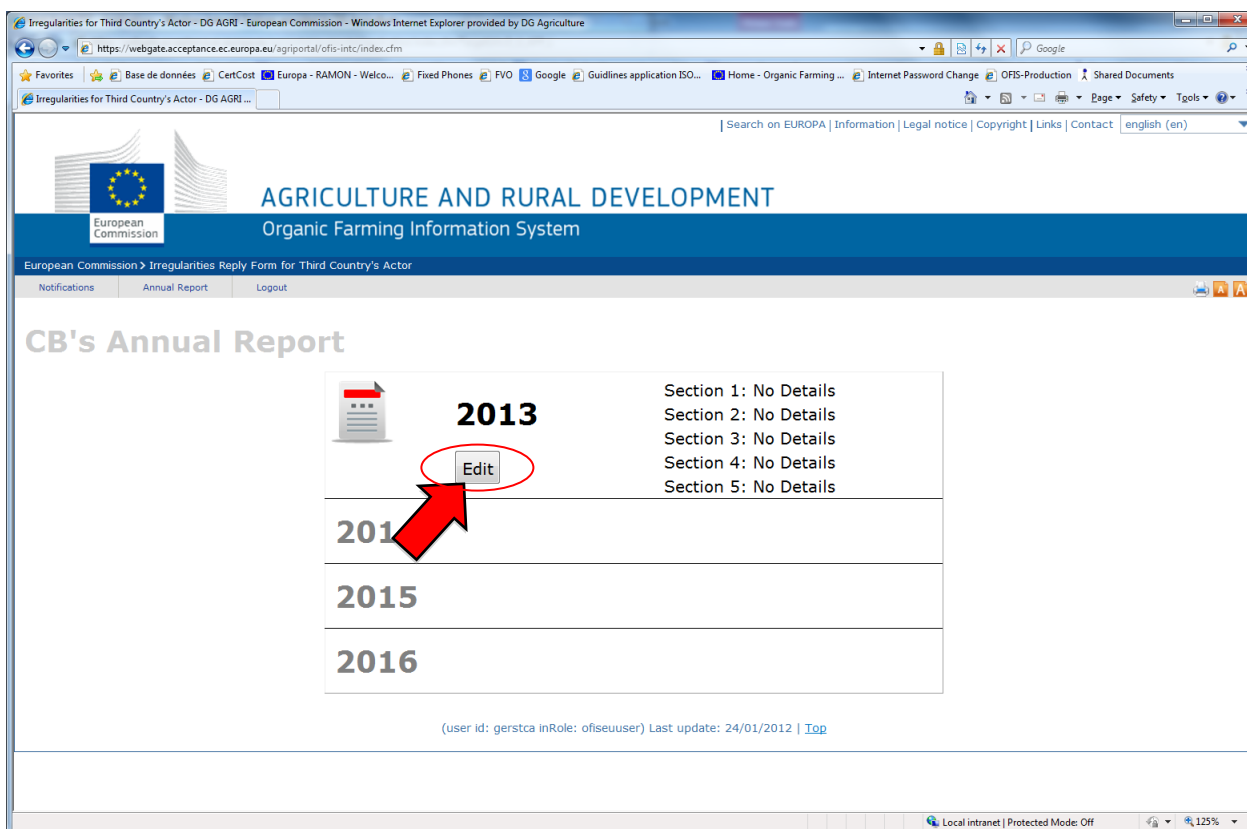 Irregularities for Third Country's Actor - DG AGRI - European Commission - Windows Internet Explorer provided by DG Agriculture
https://webgate.acceptance.ec.europa.eu/agriportal/ofis-intc/index.cfm
Google
Favorites Base de données CertCost Europa - RAMON - Welco... Fixed Phones FVO Google Guidlines application ISO... Home - Organic Farming ... Internet Password Change OFIS-Production Shared Documents
Irregularities for Third Country's Actor - DG AGRI ... Page Safety Tools
| Search on EUROPA | Information | Legal notice | Copyright | Links | Contact english (en)
AGRICULTURE AND RURAL DEVELOPMENT
European
Commission
Organic Farming Information System
European Commission > Irregularities Reply Form for Third Country's Actor
Notifications Annual Report Logout A A
CB's Annual Report
2013
Edit
Section 1: No Details
Section 2: No Details
Section 3: No Details
Section 4: No Details
Section 5: No Details
2015
2016
(user id: gerstca inRole: ofiseuuser) Last update: 24/01/2012 | Top
Local intranet | Protected Mode: Off 125%